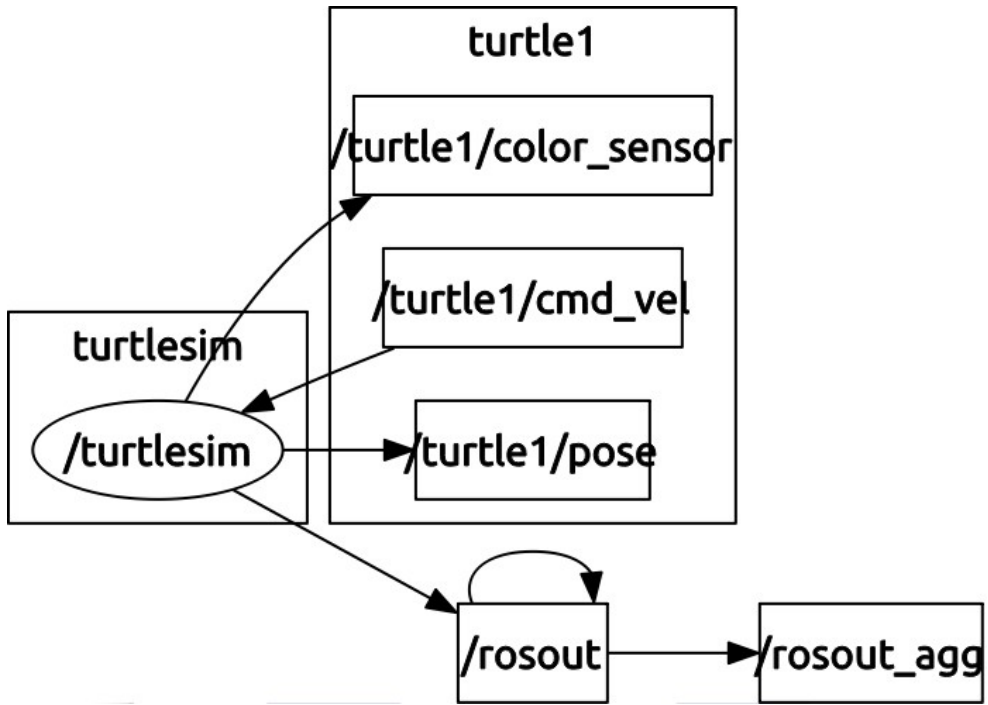 turtle1
/turtle1/color_sensor
/turtle1/cmd_vel
turtlesim
/turtlesim
/turtle1/pose
/rosout
/rosout_agg